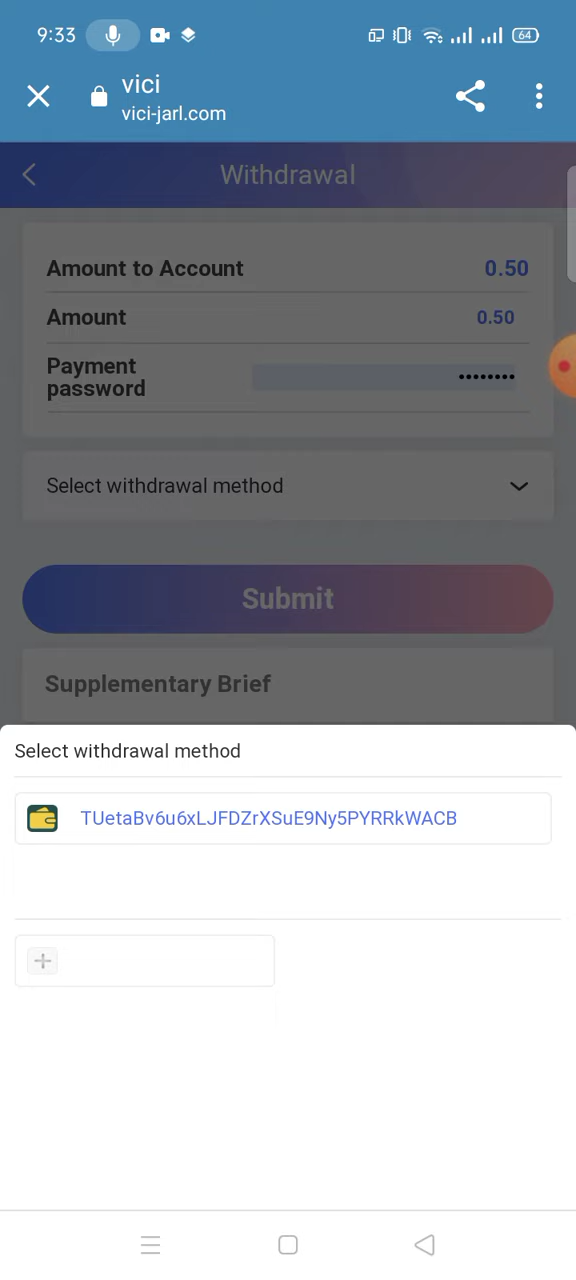 9:33
64
vici
vici-jarl.com
Withdrawal
Amount to Account 0.50
Amount 0.50
Payment
password ••••••••
Select withdrawal method
Submit
Supplementary Brief
Select withdrawal method
TUetaBv6u6xLJFDZrXSuE9Ny5PYRRkWACB